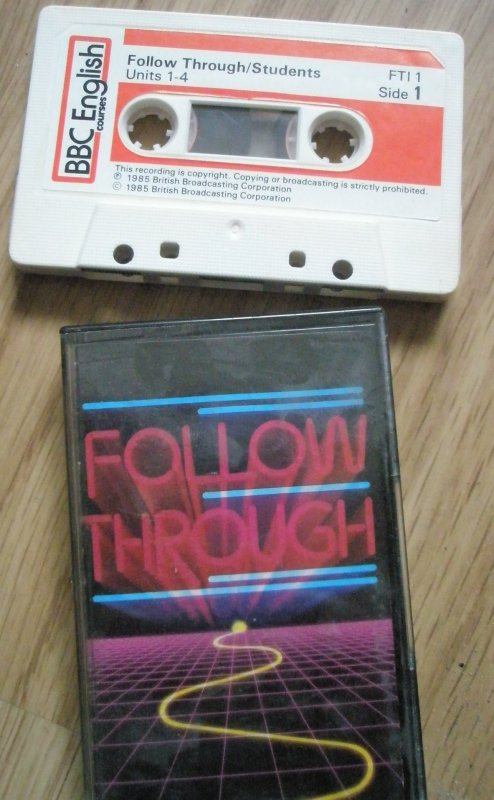 BBC English
courses
Follow Through/Students
Units 1-4
FTI 1
Side 1
This recording is copyright. Copying or broadcasting is strictly prohibited.
℗ 1985 British Broadcasting Corporation
© 1985 British Broadcasting Corporation
FOLLOW
THROUGH